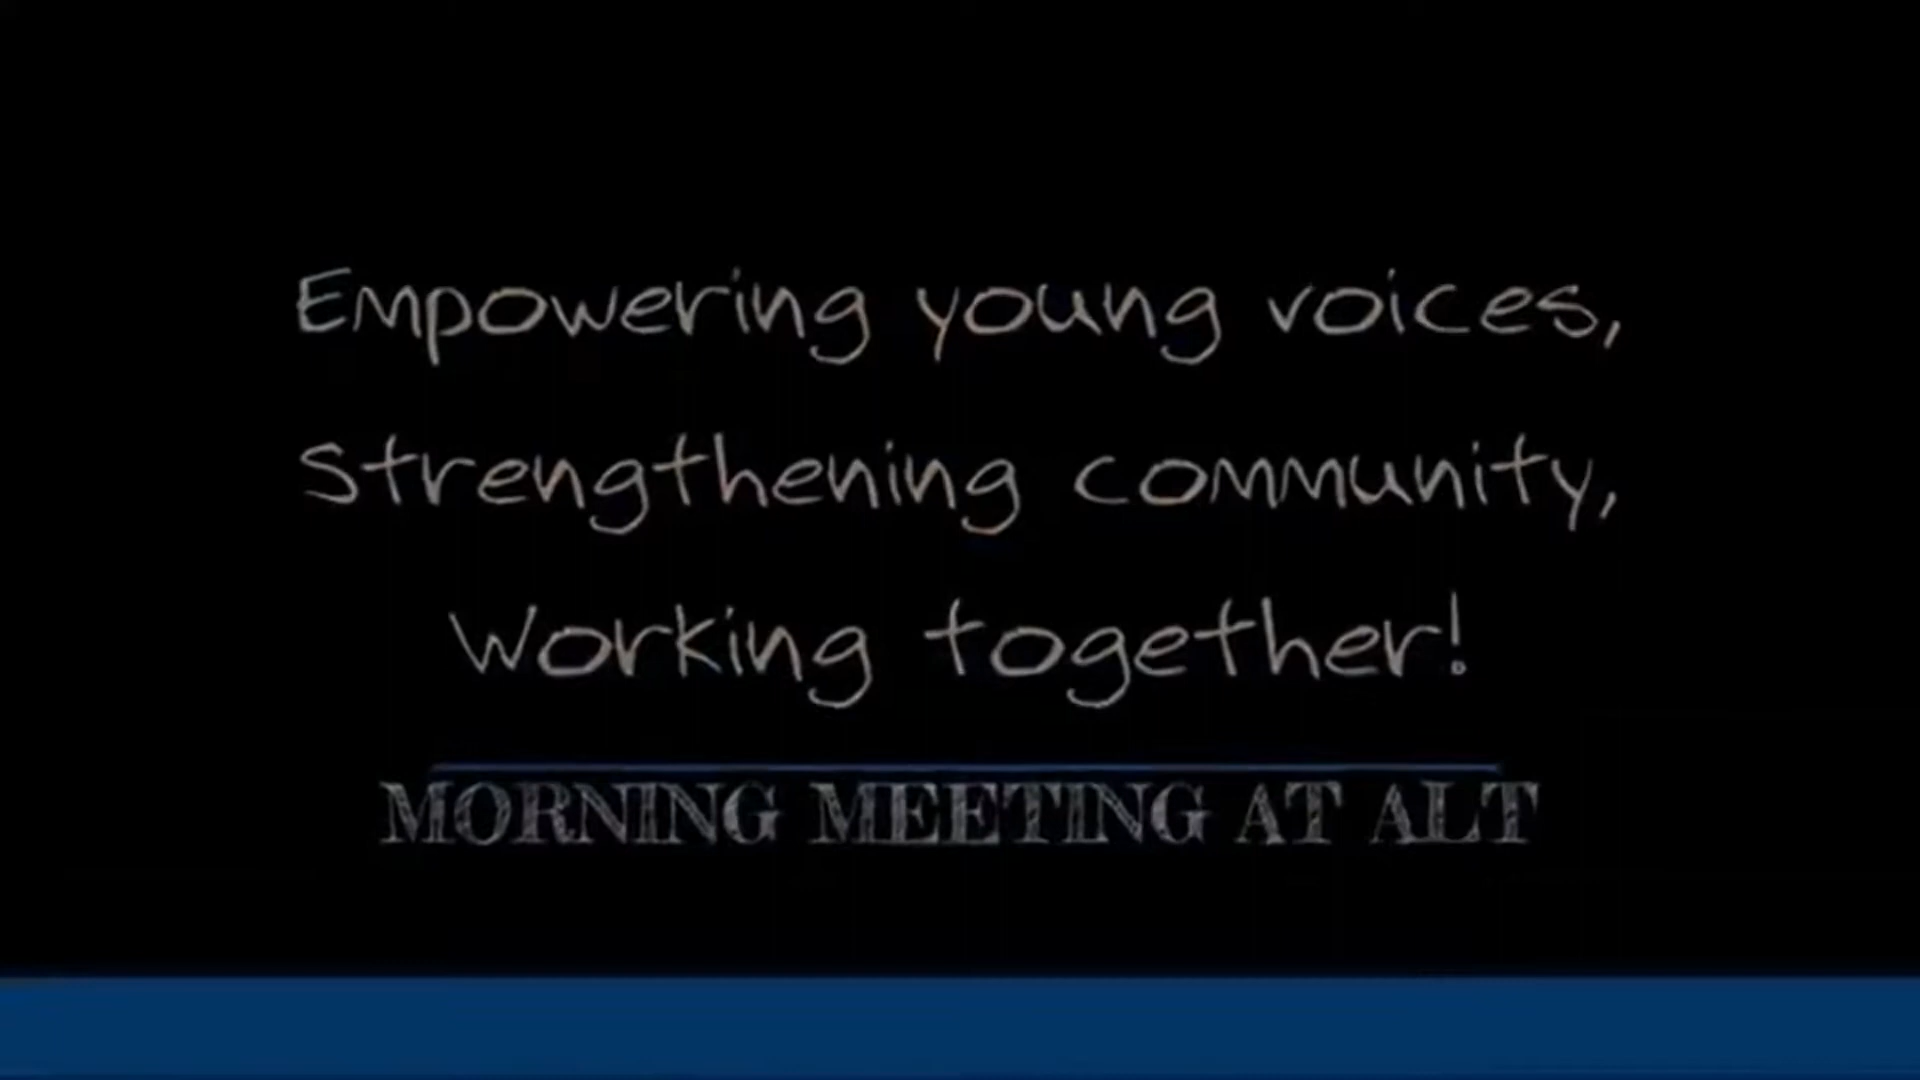 Empowering young voices,
Strengthening community,
Working together!
MORNING MEETING AT ALT